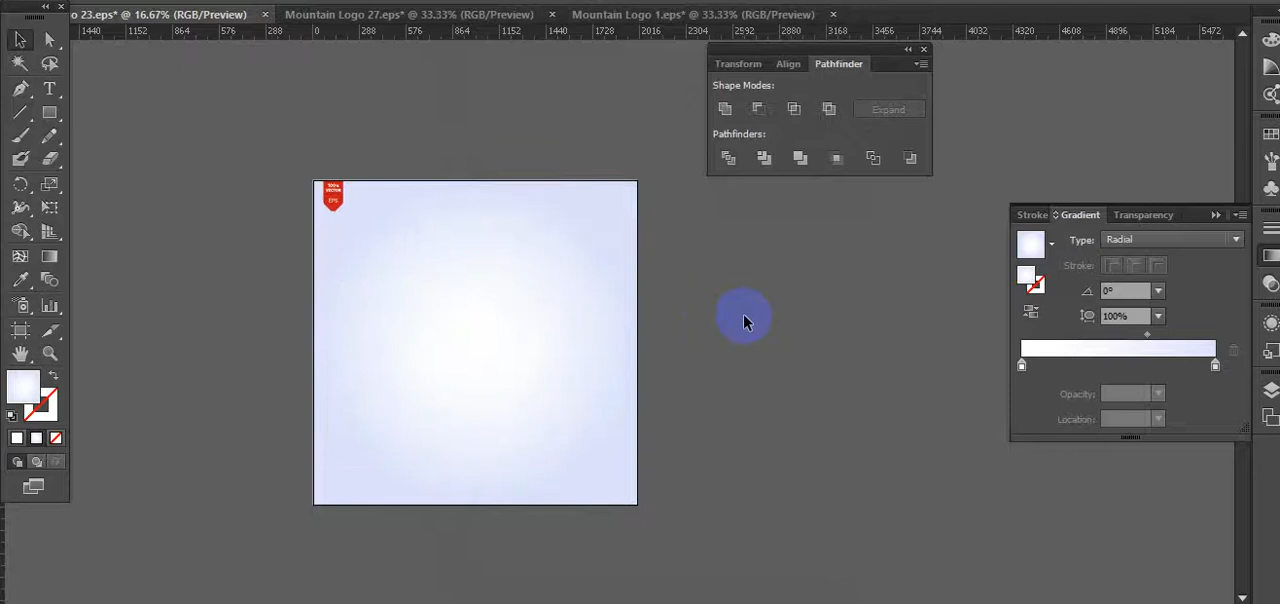 o 23.eps* @ 16.67% (RGB/Preview) × Mountain Logo 27.eps* @ 33.33% (RGB/Preview) × Mountain Logo 1.eps* @ 33.33% (RGB/Preview) ×
1440 1152 864 576 288 0 288 576 864 1152 1440 1728 2016 2304 2592 2880 3168 3456 3744 4032 4320 4608 4896 5184 5472
Transform Align Pathfinder
Shape Modes:
Expand
Pathfinders:
100%
VECTOR
EPS
Stroke Gradient Transparency
Type: Radial
Stroke:
0°
100%
Opacity:
Location: